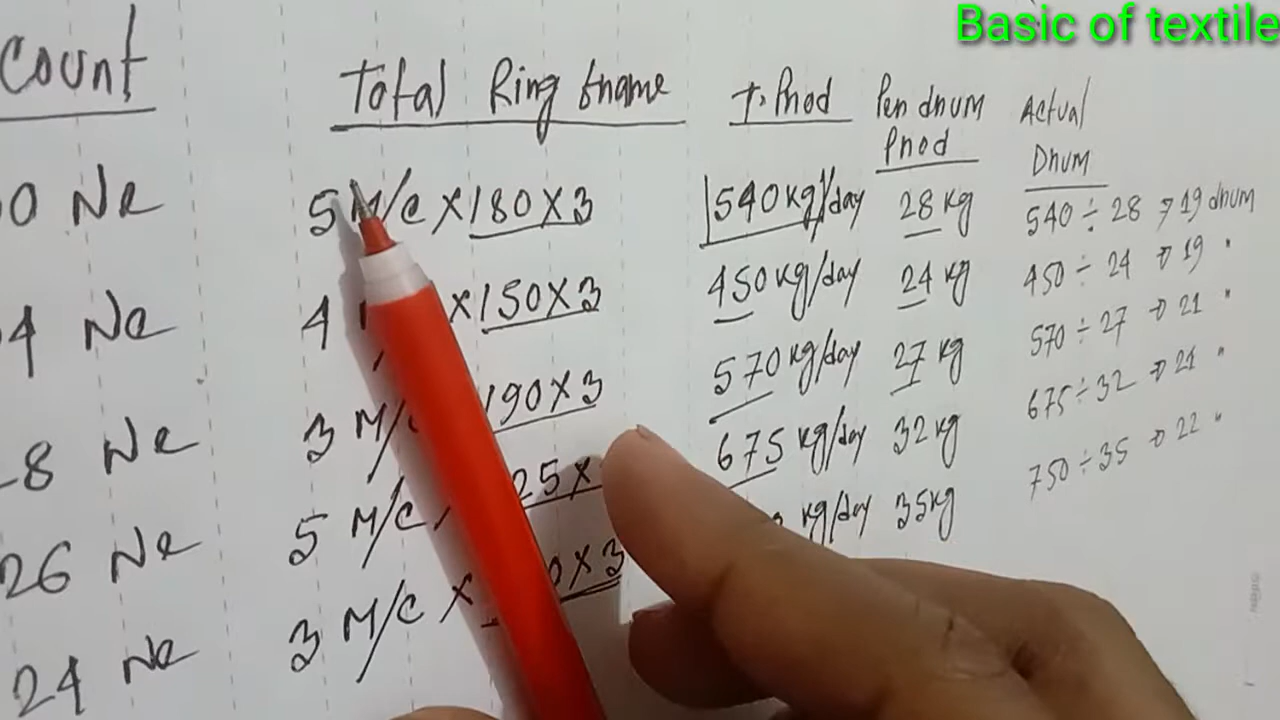 Basic of textile
Count Total Ring frame T. Prod Per drum Prod Actual Drum
0 Ne 5 M/c × 180 × 3 540 kg/day 28 kg 540 ÷ 28 ⇒ 19 drum
4 Ne 4 × 150 × 3 450 kg/day 24 kg 450 ÷ 24 ⇒ 19 "
8 Ne 3 M/c 190 × 3 570 kg/day 27 kg 570 ÷ 27 ⇒ 21 "
26 Ne 5 M/c 25 × 675 kg/day 32 kg 675 ÷ 32 ⇒ 21 "
24 Ne 3 M/c × 0 × 3 kg/day 35 kg 750 ÷ 35 ⇒ 22 "